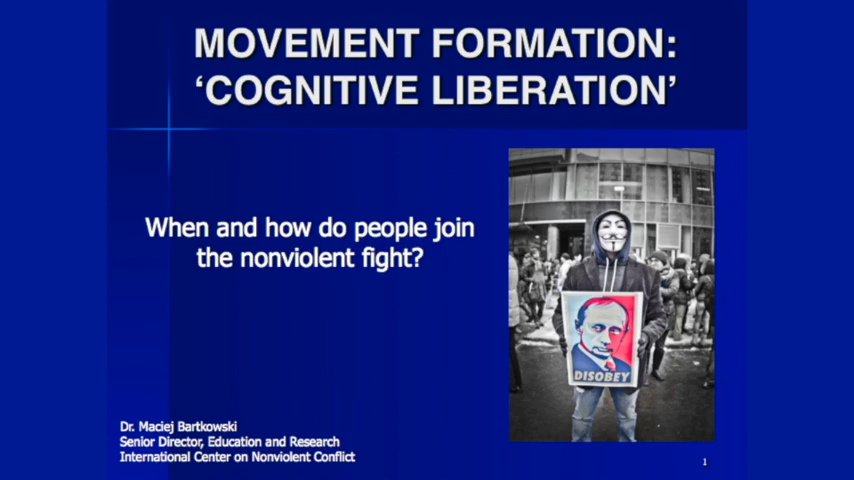 MOVEMENT FORMATION:
‘COGNITIVE LIBERATION’
When and how do people join
the nonviolent fight?
DISOBEY
Dr. Maciej Bartkowski
Senior Director, Education and Research
International Center on Nonviolent Conflict
1